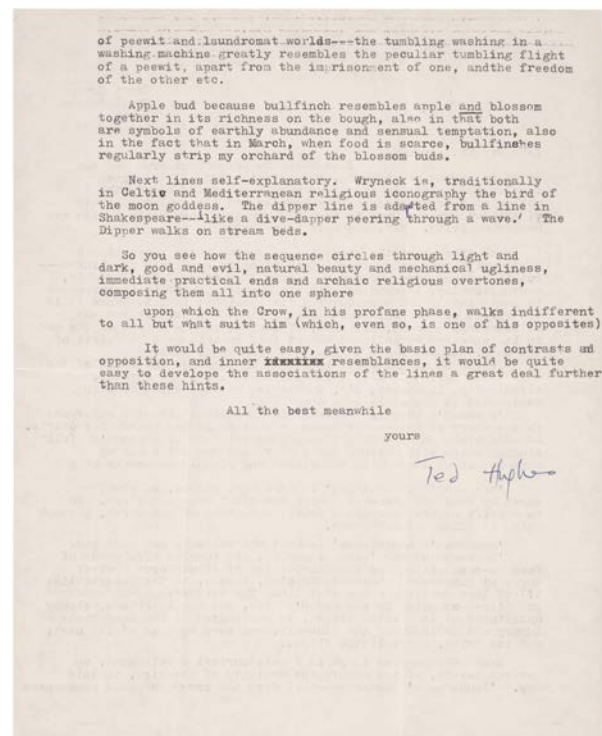 of peewit and laundromat worlds---the tumbling washing in a
washing machine greatly resembles the peculiar tumbling flight
of a peewit, apart from the imprisonment of one, andthe freedom
of the other etc.
Apple bud because bullfinch resembles apple and blossom
together in its richness on the bough, also in that both
are symbols of earthly abundance and sensual temptation, also
in the fact that in March, when food is scarce, bullfinches
regularly strip my orchard of the blossom buds.
Next lines self-explanatory. Wryneck is, traditionally
in Celtic and Mediterranean religious iconography the bird of
the moon goddess. The dipper line is adapted from a line in
Shakespeare--'like a dive-dapper peering through a wave.' The
Dipper walks on stream beds.
So you see how the sequence circles through light and
dark, good and evil, natural beauty and mechanical ugliness,
immediate practical ends and archaic religious overtones,
composing them all into one sphere
upon which the Crow, in his profane phase, walks indifferent
to all but what suits him (which, even so, is one of his opposites)
It would be quite easy, given the basic plan of contrasts and
opposition, and inner resemblances, it would be quite
easy to develope the associations of the lines a great deal further
than these hints.
All the best meanwhile
yours
Ted Hughes